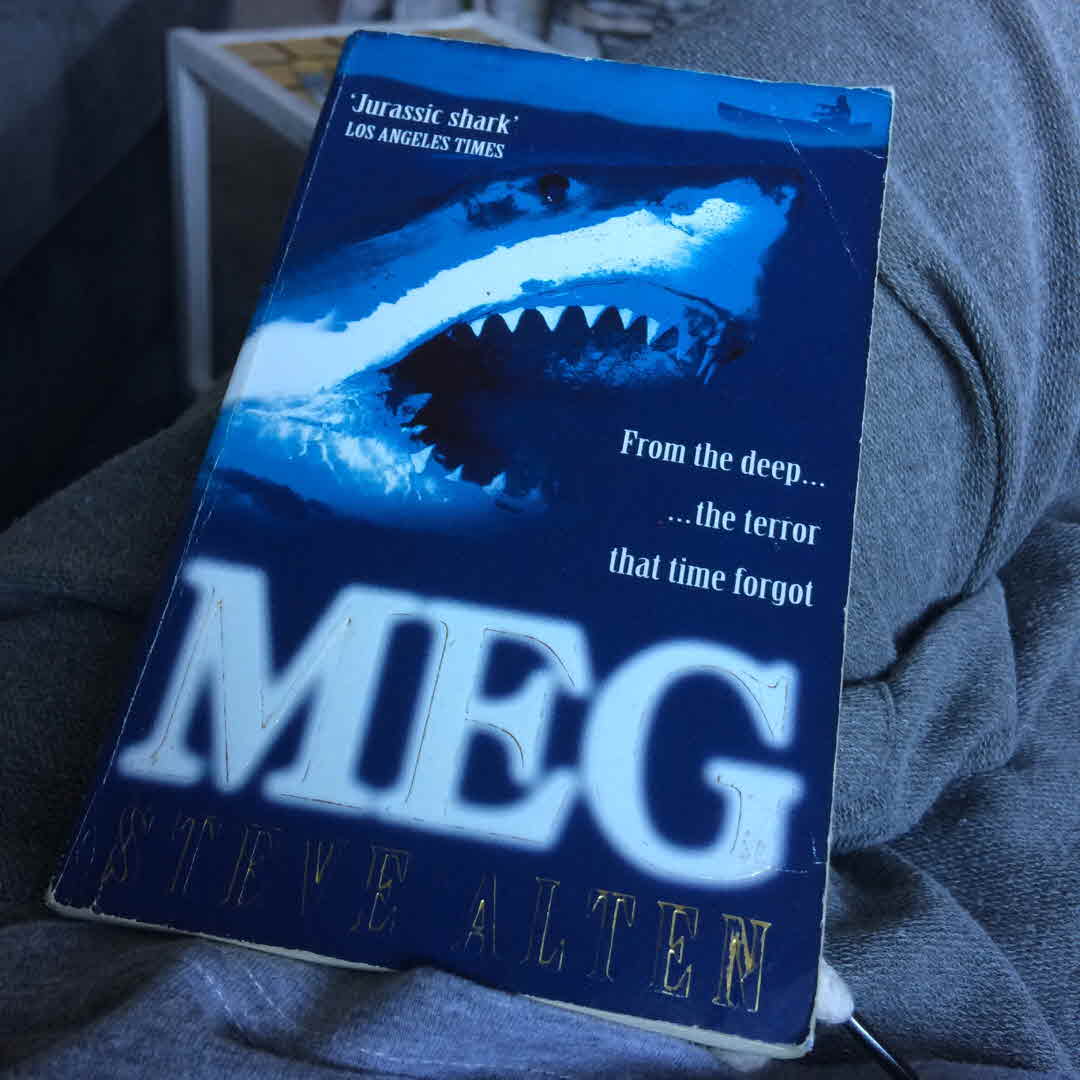 'Jurassic shark'
LOS ANGELES TIMES
From the deep...
...the terror
that time forgot
MEG
STEVE ALTEN